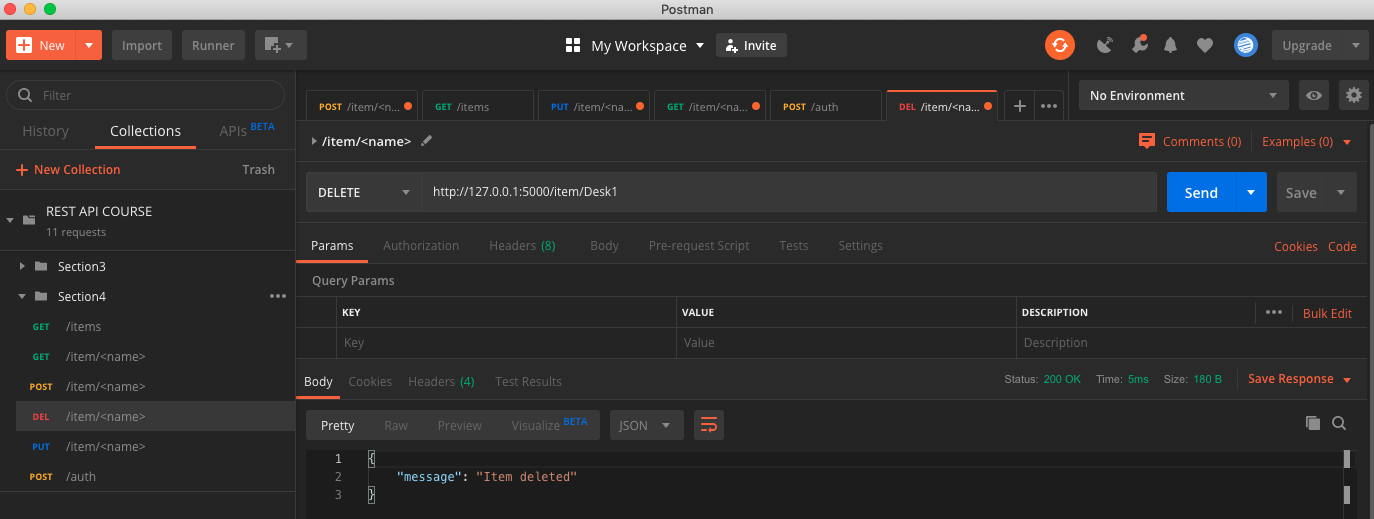 Postman
New
Import
Runner
My Workspace
Invite
Upgrade
Filter
History
Collections
APIs BETA
New Collection
Trash
REST API COURSE
11 requests
Section3
Section4
GET /items
GET /item/<name>
POST /item/<name>
DEL /item/<name>
PUT /item/<name>
POST /auth
POST /item/<n...
GET /items
PUT /item/<na...
GET /item/<na...
POST /auth
DEL /item/<na...
No Environment
/item/<name>
Comments (0)
Examples (0)
DELETE
http://127.0.0.1:5000/item/Desk1
Send
Save
Params
Authorization
Headers (8)
Body
Pre-request Script
Tests
Settings
Cookies
Code
Query Params
KEY
VALUE
DESCRIPTION
Bulk Edit
Key
Value
Description
Body
Cookies
Headers (4)
Test Results
Status: 200 OK
Time: 5ms
Size: 180 B
Save Response
Pretty
Raw
Preview
Visualize BETA
JSON
1 {
2 "message": "Item deleted"
3 }